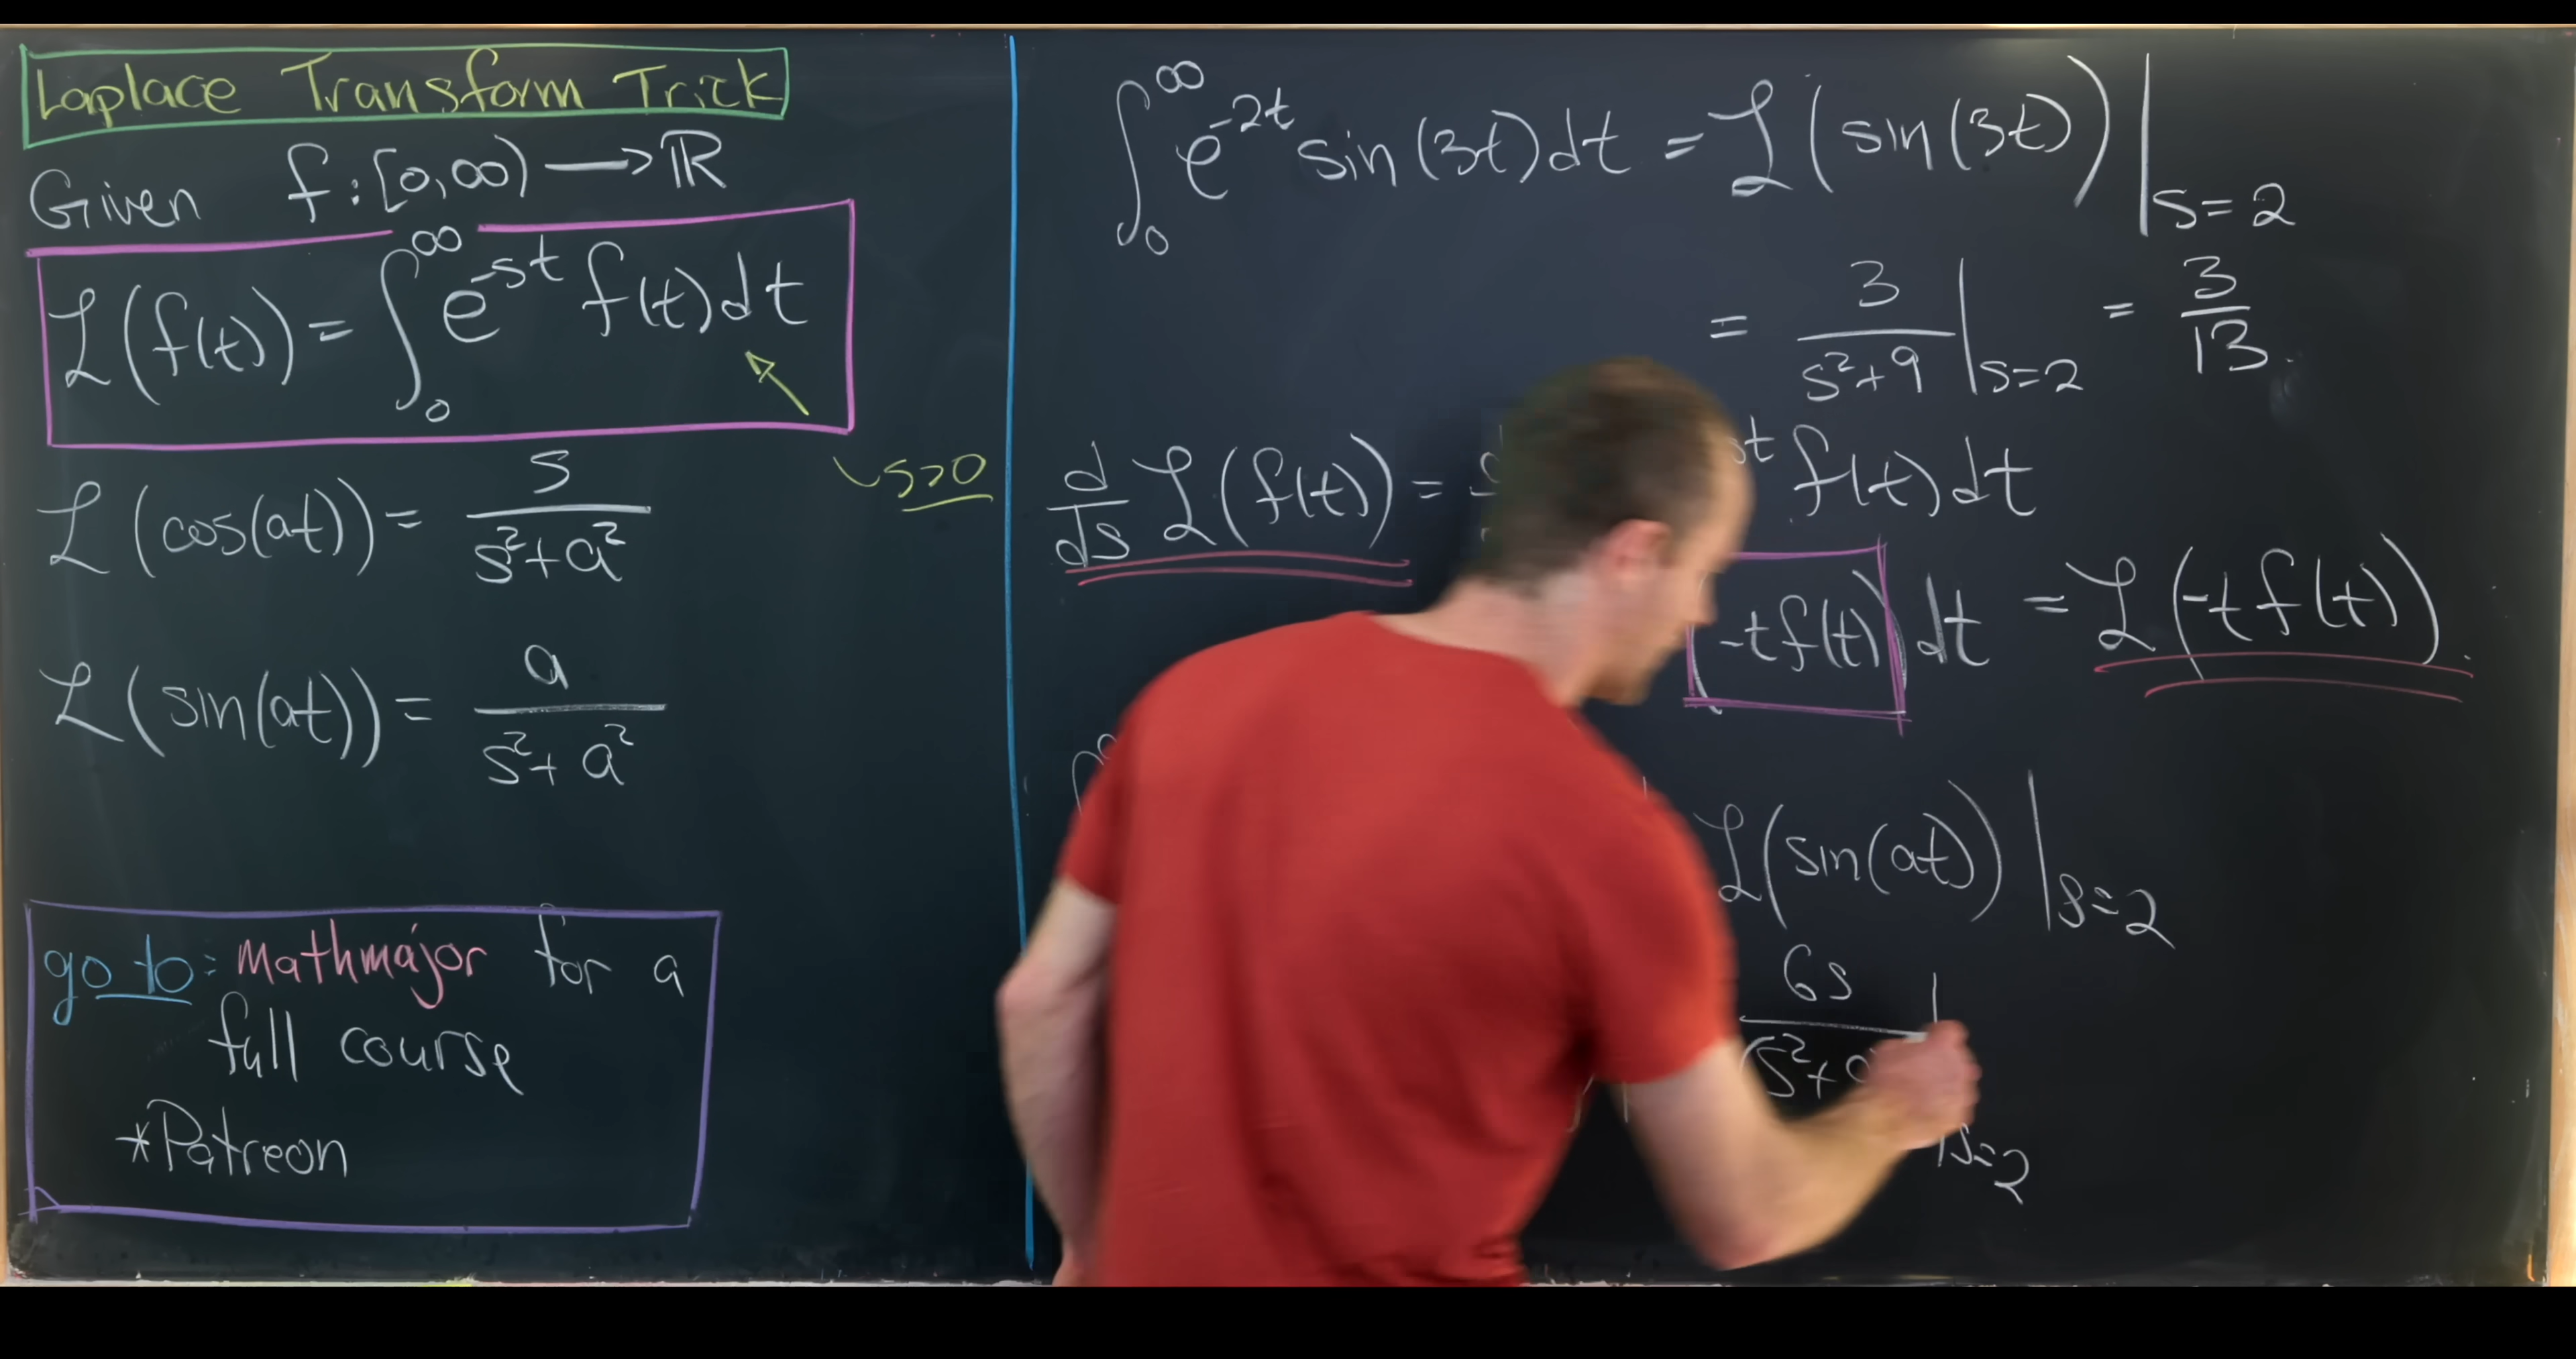 Laplace Transform Trick
Given f:[0,∞) → ℝ
ℒ(f(t)) = ∫₀^∞ e^{-st} f(t) dt
s>0
ℒ(cos(at)) = s/(s²+a²)
ℒ(sin(at)) = a/(s²+a²)
go to: Mathmajor for a
full course
*Patreon
∫₀^∞ e^{-2t} sin(3t) dt = ℒ(sin(3t))|_{s=2}
= 3/(s²+9)|_{s=2} = 3/13.
d/ds ℒ(f(t)) = st f(t) dt
(-t f(t)) dt = ℒ(-t f(t)).
ℒ(sin(at))|_{s=2}
6s/(s²+ |_{s=2}